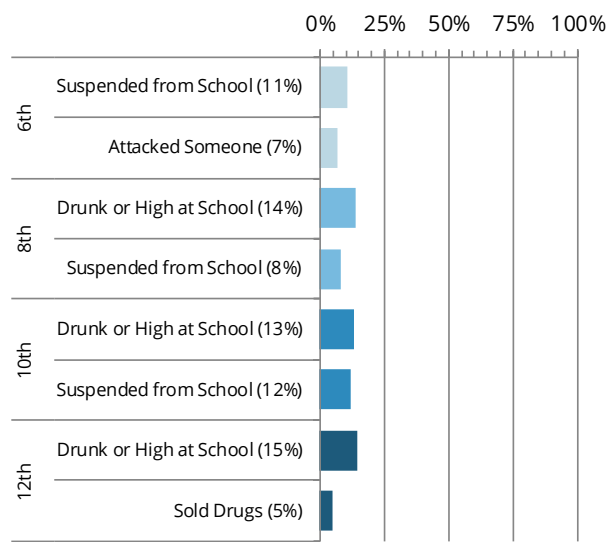 0% 25% 50% 75% 100%
6th
Suspended from School (11%)
Attacked Someone (7%)
8th
Drunk or High at School (14%)
Suspended from School (8%)
10th
Drunk or High at School (13%)
Suspended from School (12%)
12th
Drunk or High at School (15%)
Sold Drugs (5%)